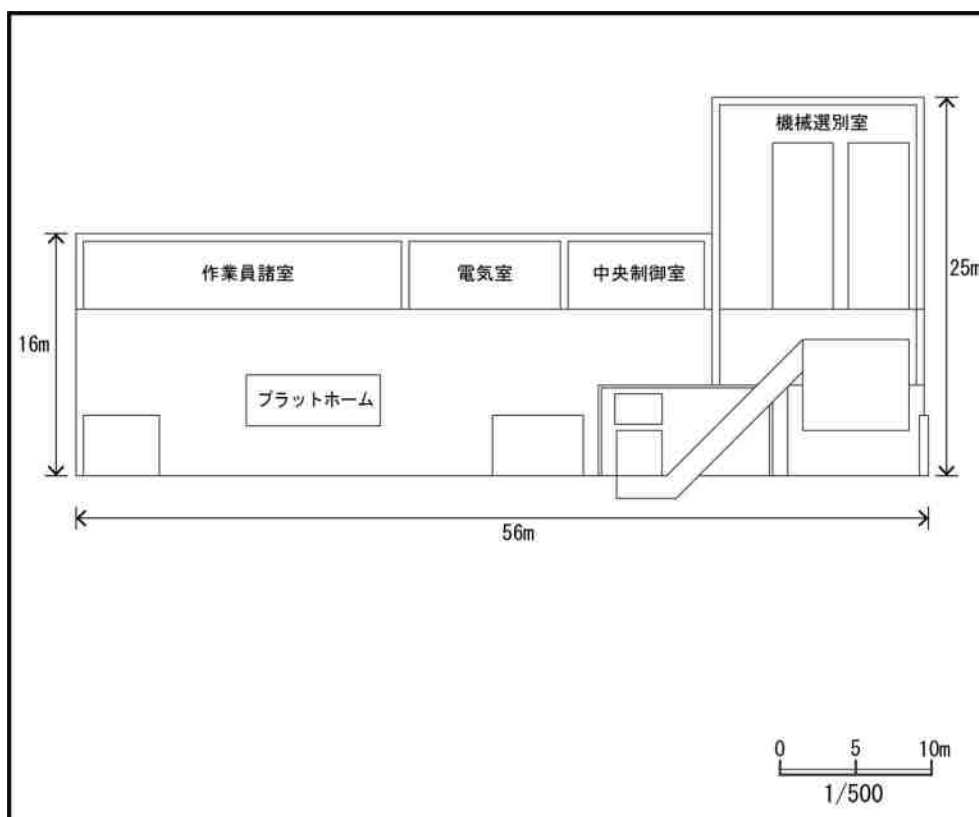 機械選別室
作業員諸室
電気室
中央制御室
25m
16m
プラットホーム
56m
0 5 10m
1/500